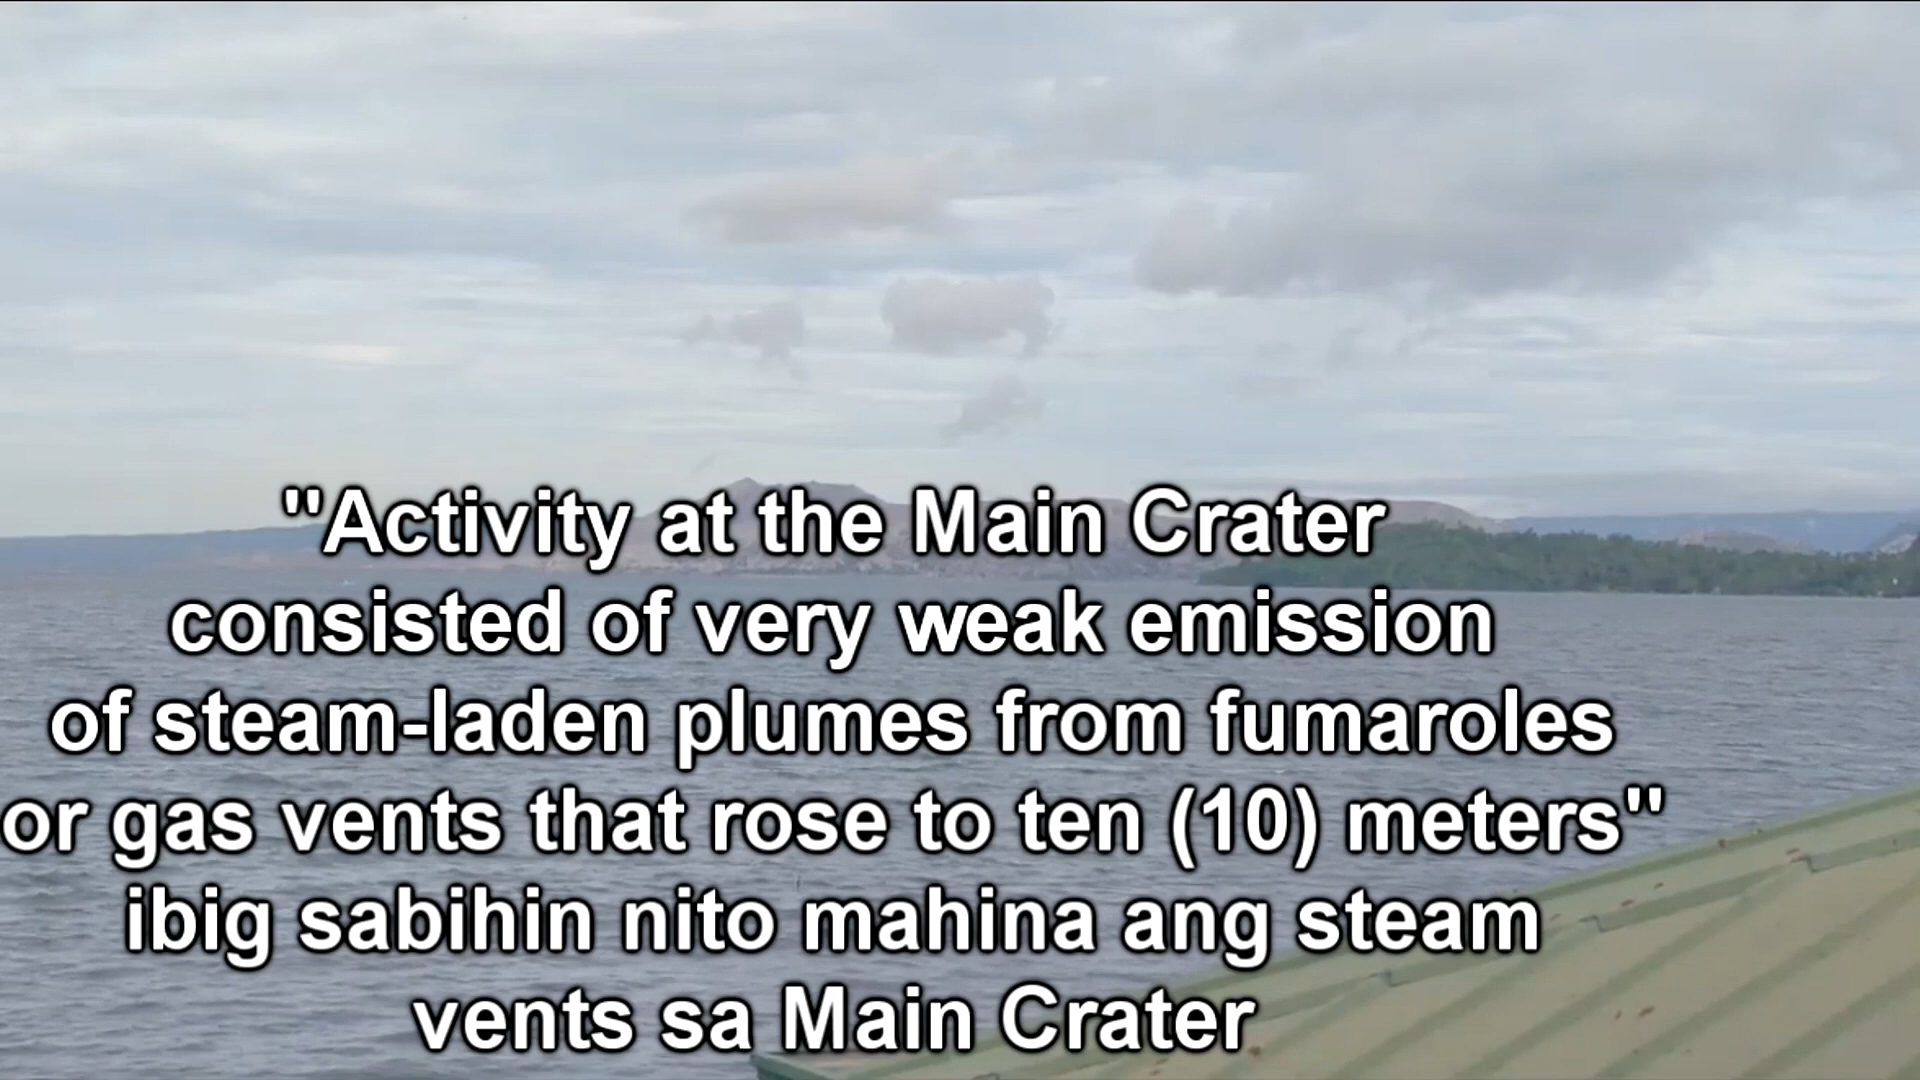 "Activity at the Main Crater
consisted of very weak emission
of steam-laden plumes from fumaroles
or gas vents that rose to ten (10) meters"
ibig sabihin nito mahina ang steam
vents sa Main Crater